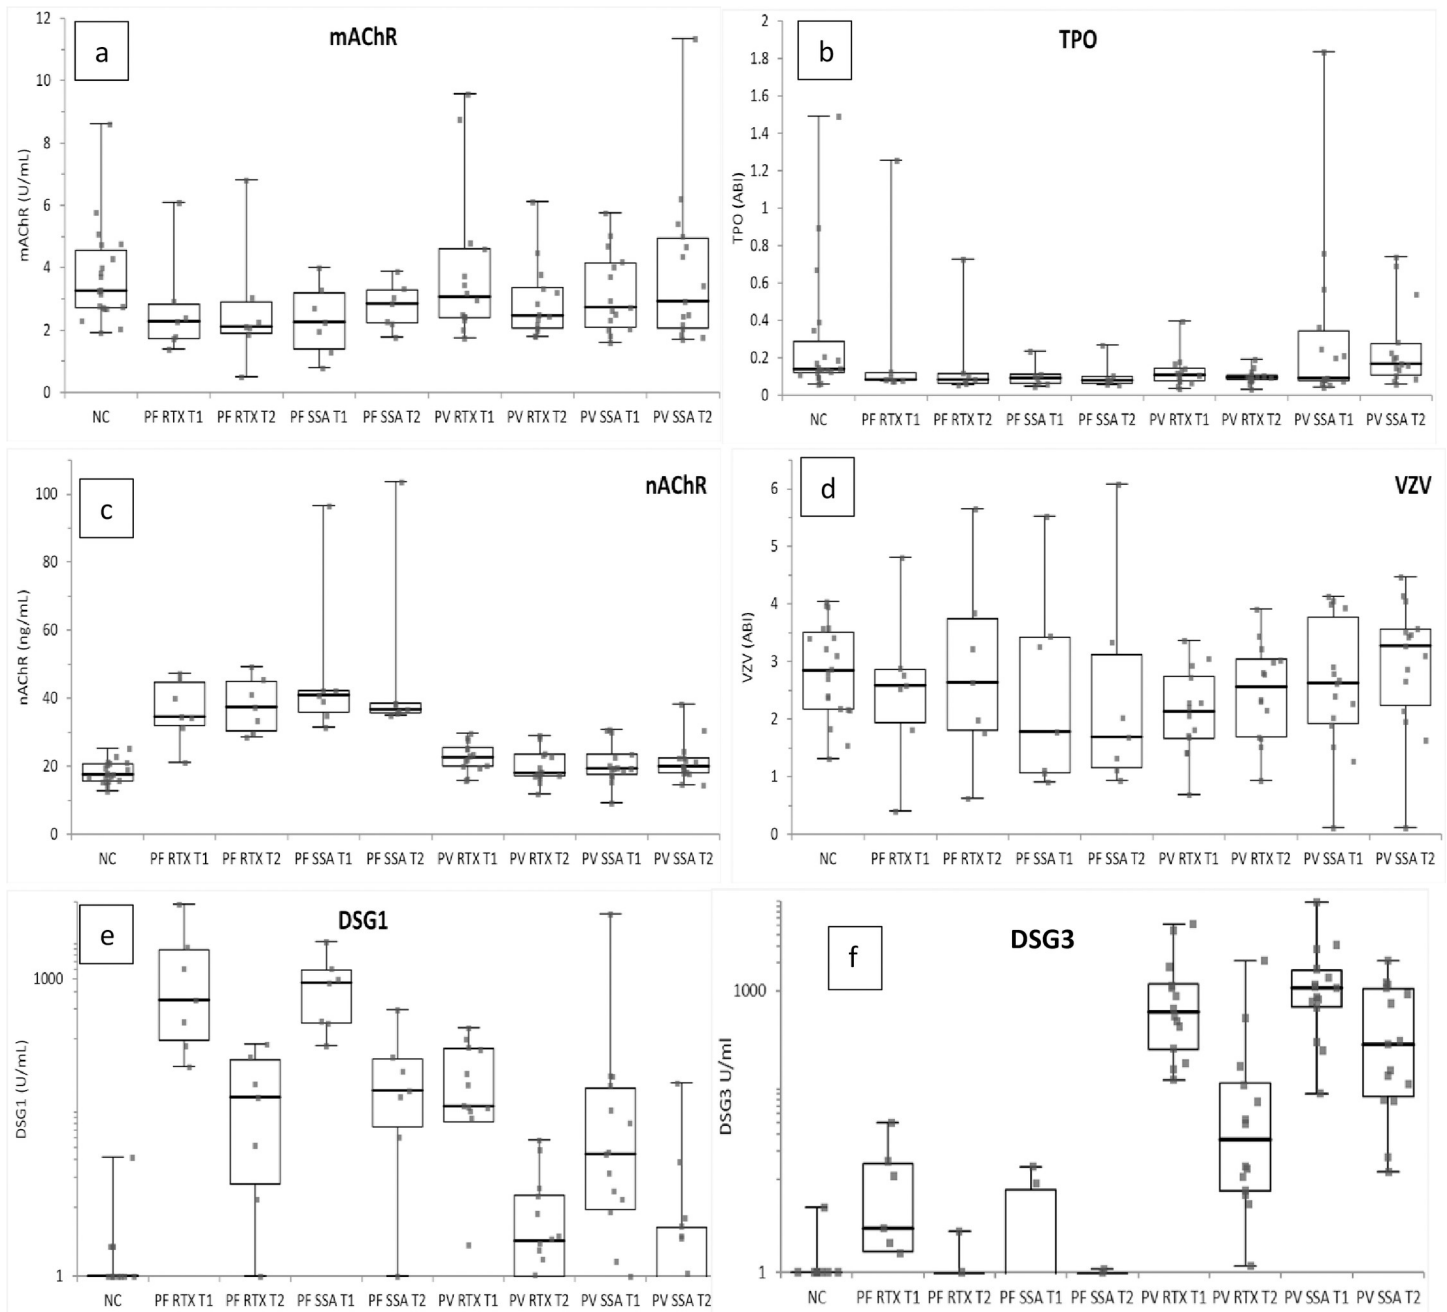 a
mAChR
mAChR (U/mL)
12
10
8
6
4
2
0
NC PF RTX T1 PF RTX T2 PF SSA T1 PF SSA T2 PV RTX T1 PV RTX T2 PV SSA T1 PV SSA T2
b
TPO
TPO (ABI)
2
1.8
1.6
1.4
1.2
1
0.8
0.6
0.4
0.2
0
NC PF RTX T1 PF RTX T2 PF SSA T1 PF SSA T2 PV RTX T1 PV RTX T2 PV SSA T1 PV SSA T2
c
nAChR
nAChR (ng/mL)
100
80
60
40
20
0
NC PF RTX T1 PF RTX T2 PF SSA T1 PF SSA T2 PV RTX T1 PV RTX T2 PV SSA T1 PV SSA T2
d
VZV
VZV (ABI)
6
5
4
3
2
1
0
NC PF RTX T1 PF RTX T2 PF SSA T1 PF SSA T2 PV RTX T1 PV RTX T2 PV SSA T1 PV SSA T2
e
DSG1
DSG1 (U/mL)
1000
1
NC PF RTX T1 PF RTX T2 PF SSA T1 PF SSA T2 PV RTX T1 PV RTX T2 PV SSA T1 PV SSA T2
f
DSG3
DSG3 U/ml
1000
1
NC PF RTX T1 PF RTX T2 PF SSA T1 PF SSA T2 PV RTX T1 PV RTX T2 PV SSA T1 PV SSA T2